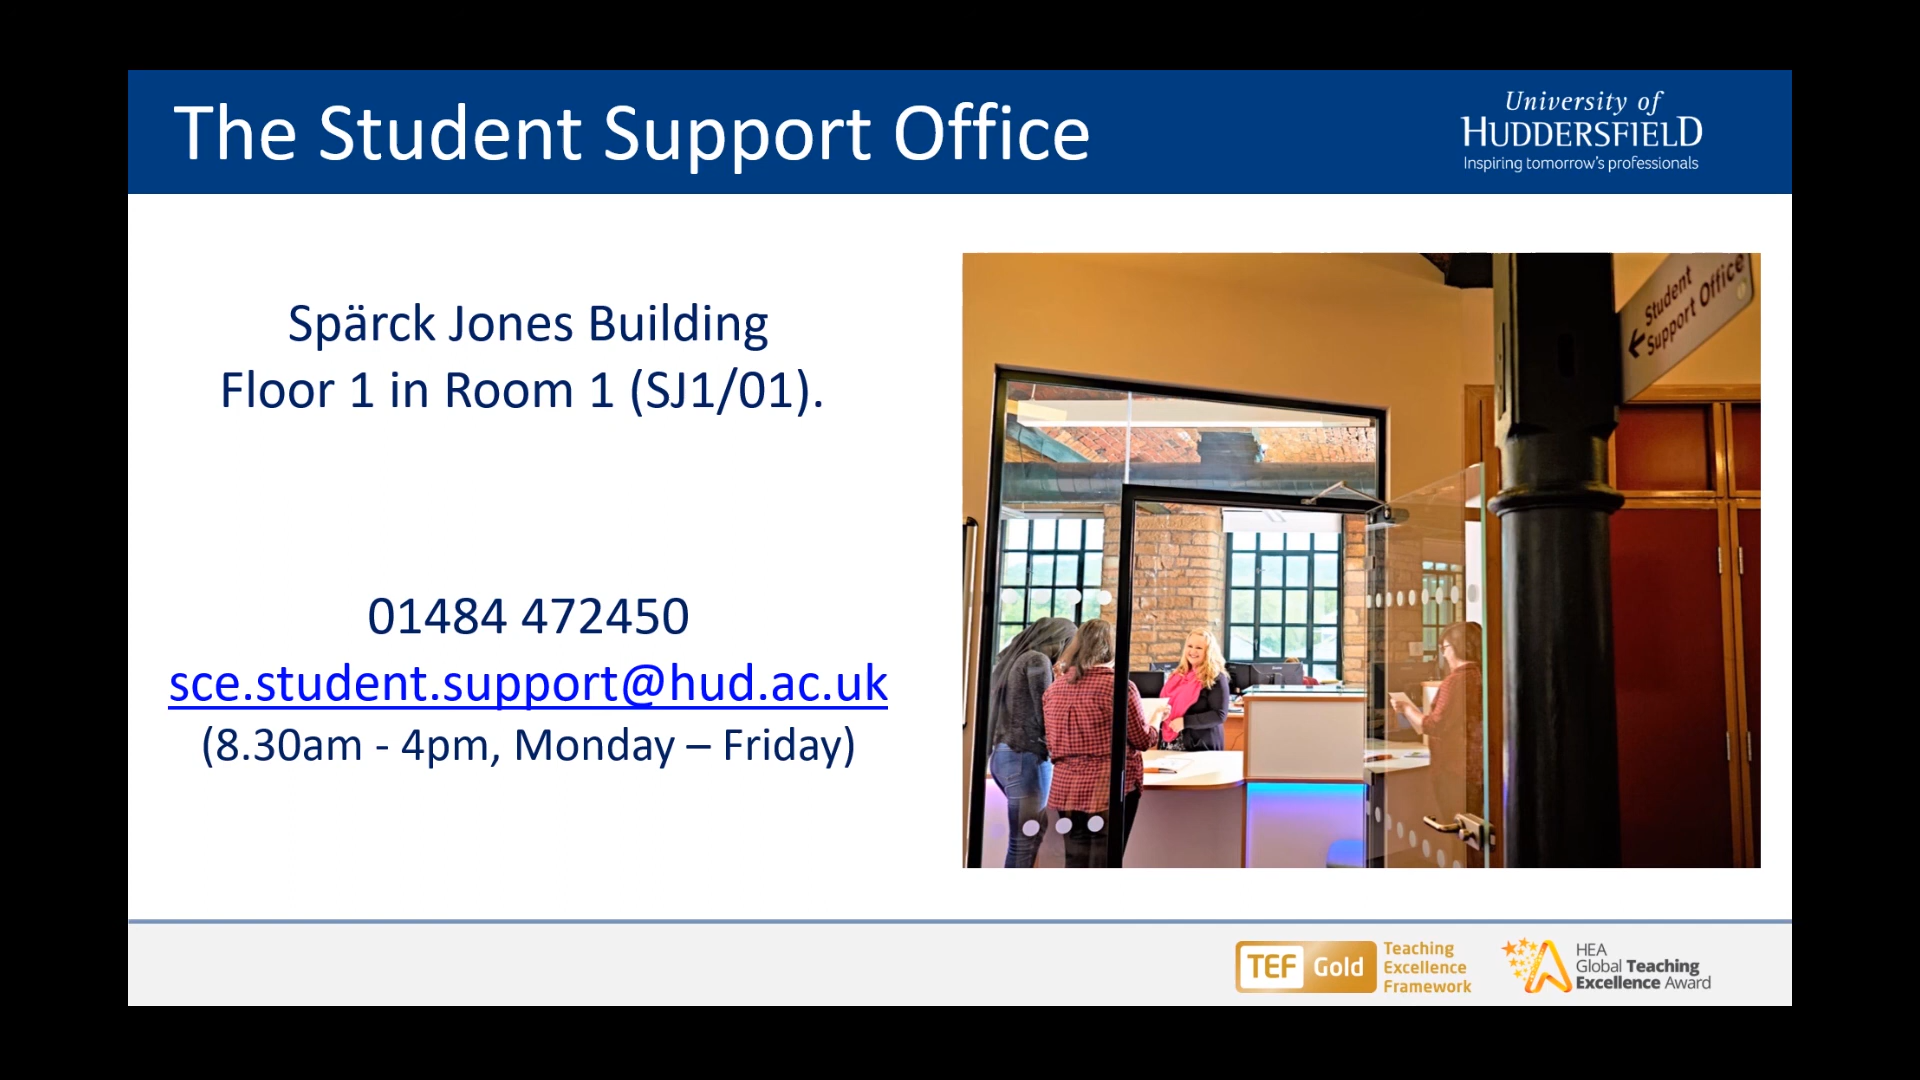 The Student Support Office
University of
HUDDERSFIELD
Inspiring tomorrow's professionals
Spärck Jones Building
Floor 1 in Room 1 (SJ1/01).
01484 472450
sce.student.support@hud.ac.uk
(8.30am - 4pm, Monday – Friday)
Student
Support Office
TEF Gold
Teaching
Excellence
Framework
HEA
Global Teaching
Excellence Award